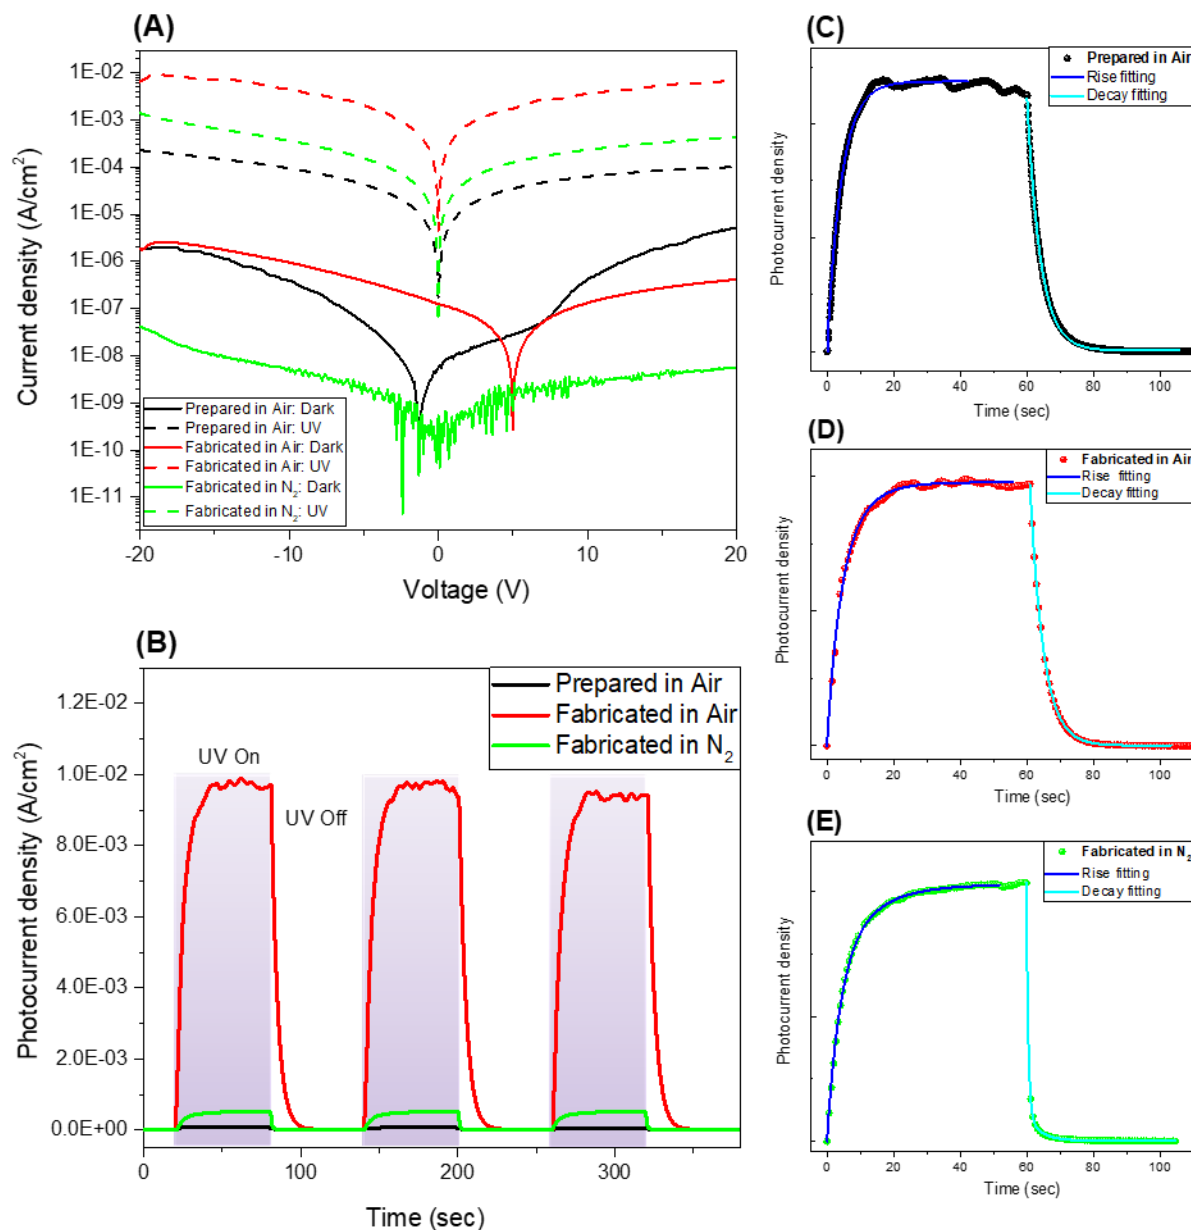 (A)
Current density (A/cm²)
1E-02
1E-03
1E-04
1E-05
1E-06
1E-07
1E-08
1E-09
1E-10
1E-11
Prepared in Air: Dark
Prepared in Air: UV
Fabricated in Air: Dark
Fabricated in Air: UV
Fabricated in N₂: Dark
Fabricated in N₂: UV
-20 -10 0 10 20
Voltage (V)
(B)
Photocurrent density (A/cm²)
1.2E-02
1.0E-02
8.0E-03
6.0E-03
4.0E-03
2.0E-03
0.0E+00
Prepared in Air
Fabricated in Air
Fabricated in N₂
UV On
UV Off
0 100 200 300
Time (sec)
(C)
Photocurrent density
Prepared in Air
Rise fitting
Decay fitting
0 20 40 60 80 100
Time (sec)
(D)
Photocurrent density
Fabricated in Air
Rise fitting
Decay fitting
0 20 40 60 80 100
Time (sec)
(E)
Photocurrent density
Fabricated in N₂
Rise fitting
Decay fitting
0 20 40 60 80 100
Time (sec)